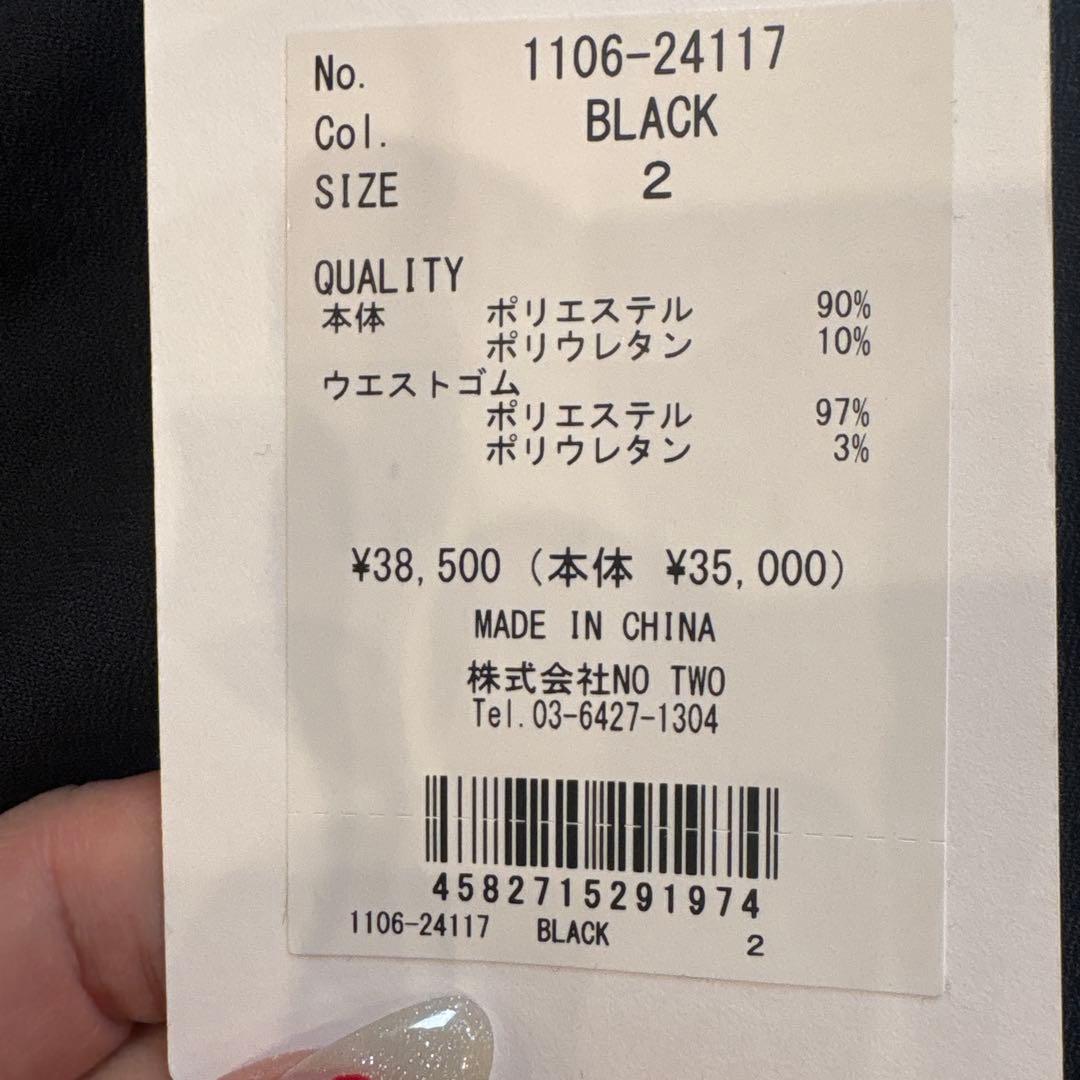 No. 1106-24117
Col. BLACK
SIZE 2
QUALITY
本体 ポリエステル 90%
ポリウレタン 10%
ウエストゴム
ポリエステル 97%
ポリウレタン 3%
¥38,500 (本体 ¥35,000)
MADE IN CHINA
株式会社NO TWO
Tel.03-6427-1304
4582715291974
1106-24117 BLACK 2